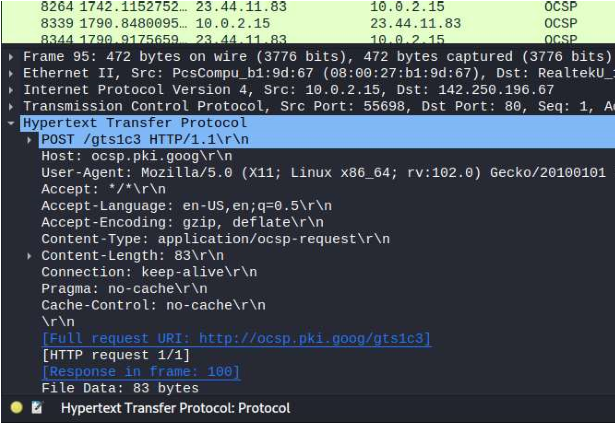 8264 1742.1152752… 23.44.11.83 10.0.2.15 OCSP
8339 1790.8480095… 10.0.2.15 23.44.11.83 OCSP
8344 1790.9175659… 23.44.11.83 10.0.2.15 OCSP
Frame 95: 472 bytes on wire (3776 bits), 472 bytes captured (3776 bits)
Ethernet II, Src: PcsCompu_b1:9d:67 (08:00:27:b1:9d:67), Dst: RealtekU_
Internet Protocol Version 4, Src: 10.0.2.15, Dst: 142.250.196.67
Transmission Control Protocol, Src Port: 55698, Dst Port: 80, Seq: 1, A
Hypertext Transfer Protocol
POST /gts1c3 HTTP/1.1\r\n
Host: ocsp.pki.goog\r\n
User-Agent: Mozilla/5.0 (X11; Linux x86_64; rv:102.0) Gecko/20100101
Accept: */*\r\n
Accept-Language: en-US,en;q=0.5\r\n
Accept-Encoding: gzip, deflate\r\n
Content-Type: application/ocsp-request\r\n
Content-Length: 83\r\n
Connection: keep-alive\r\n
Pragma: no-cache\r\n
Cache-Control: no-cache\r\n
\r\n
[Full request URI: http://ocsp.pki.goog/gts1c3]
[HTTP request 1/1]
[Response in frame: 100]
File Data: 83 bytes
Hypertext Transfer Protocol: Protocol